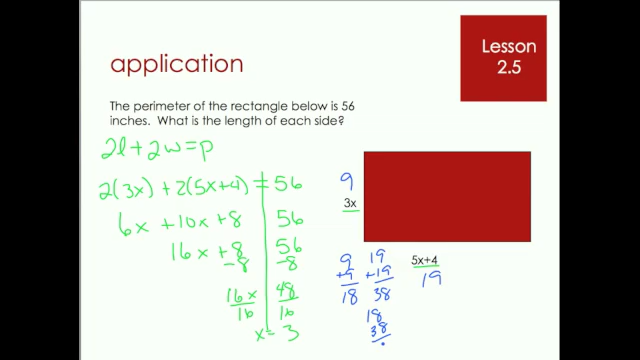 Lesson
2.5
application
The perimeter of the rectangle below is 56
inches. What is the length of each side?
2l + 2w = p
2(3x) + 2(5x+4) = 56
6x + 10x + 8 56
16x + 8 56
-8 -8
16x 48
16 16
x = 3
9
3x
5x+4
19
9 19
+9 +19
18 38
18
38